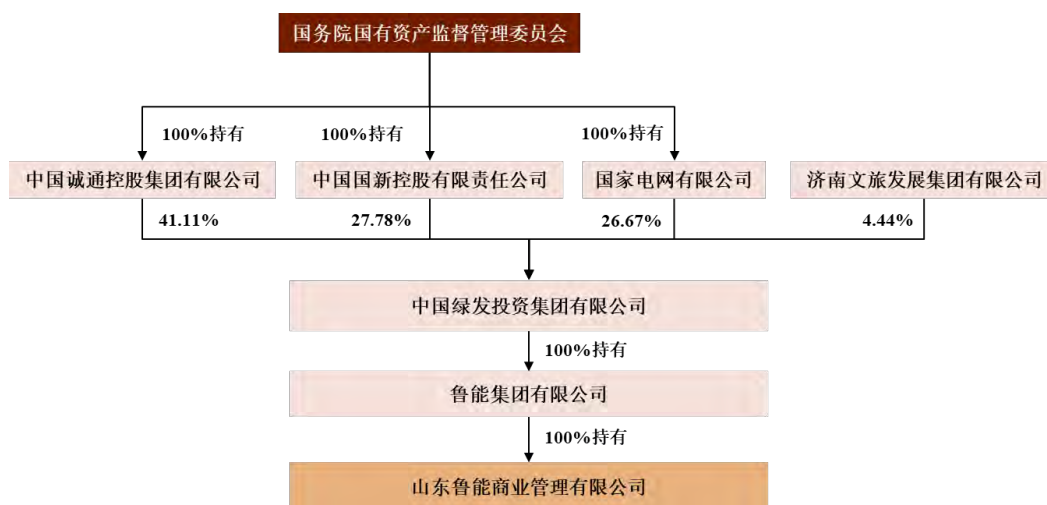 国务院国有资产监督管理委员会
100%持有
100%持有
100%持有
中国诚通控股集团有限公司
中国国新控股有限责任公司
国家电网有限公司
济南文旅发展集团有限公司
41.11%
27.78%
26.67%
4.44%
中国绿发投资集团有限公司
100%持有
鲁能集团有限公司
100%持有
山东鲁能商业管理有限公司